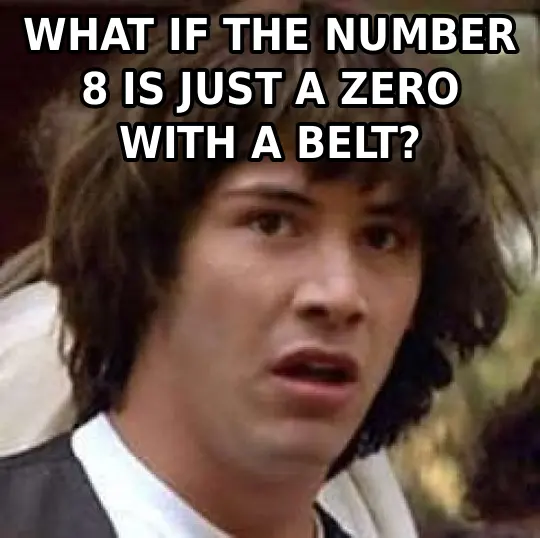 WHAT IF THE NUMBER
8 IS JUST A ZERO
WITH A BELT?